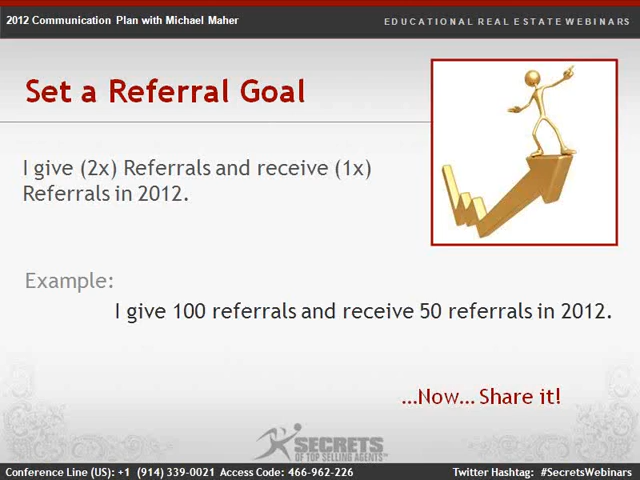 2012 Communication Plan with Michael Maher
EDUCATIONAL REAL ESTATE WEBINARS
Set a Referral Goal
I give (2x) Referrals and receive (1x)
Referrals in 2012.
Example:
I give 100 referrals and receive 50 referrals in 2012.
...Now... Share it!
SECRETS
OF TOP SELLING AGENTS
Conference Line (US): +1 (914) 339-0021 Access Code: 466-962-226
Twitter Hashtag: #SecretsWebinars